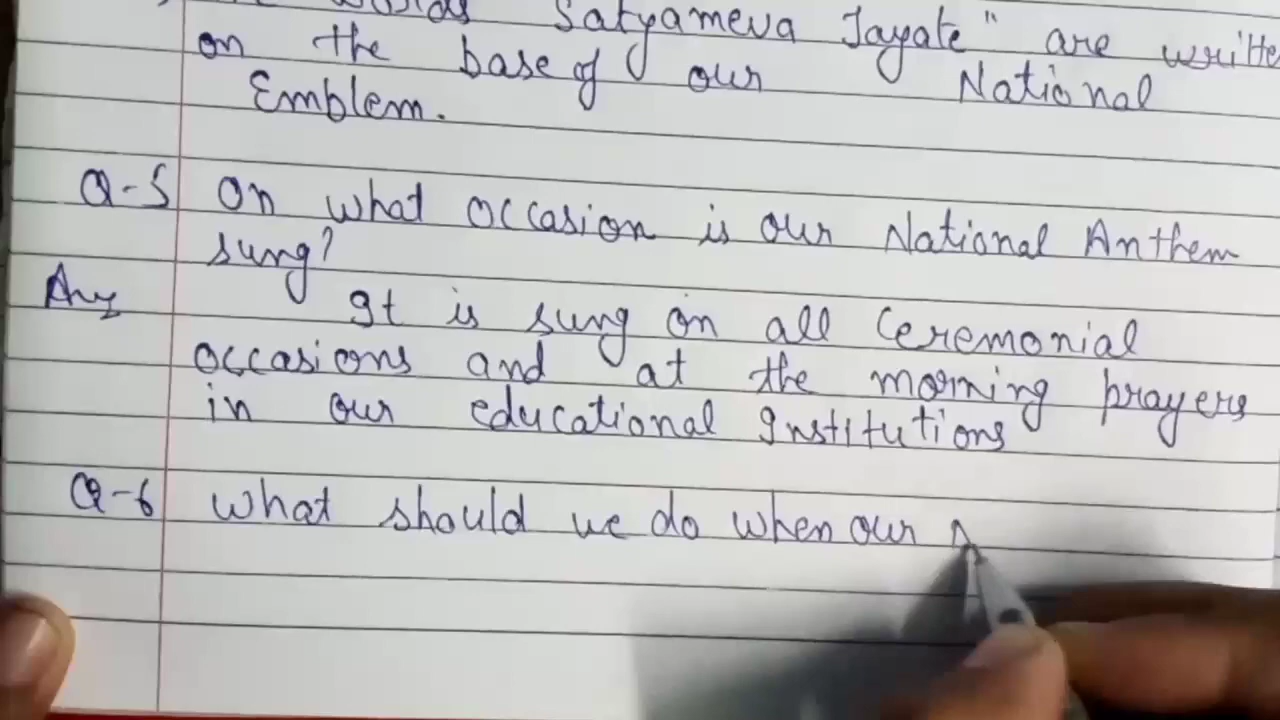 Satyameva Jayate" are written
on the base of our National
Emblem.
Q-5 On what occasion is our National Anthem
sung?
Ans It is sung on all Ceremonial
occasions and at the morning prayers
in our educational Institutions
Q-6 What should we do when our